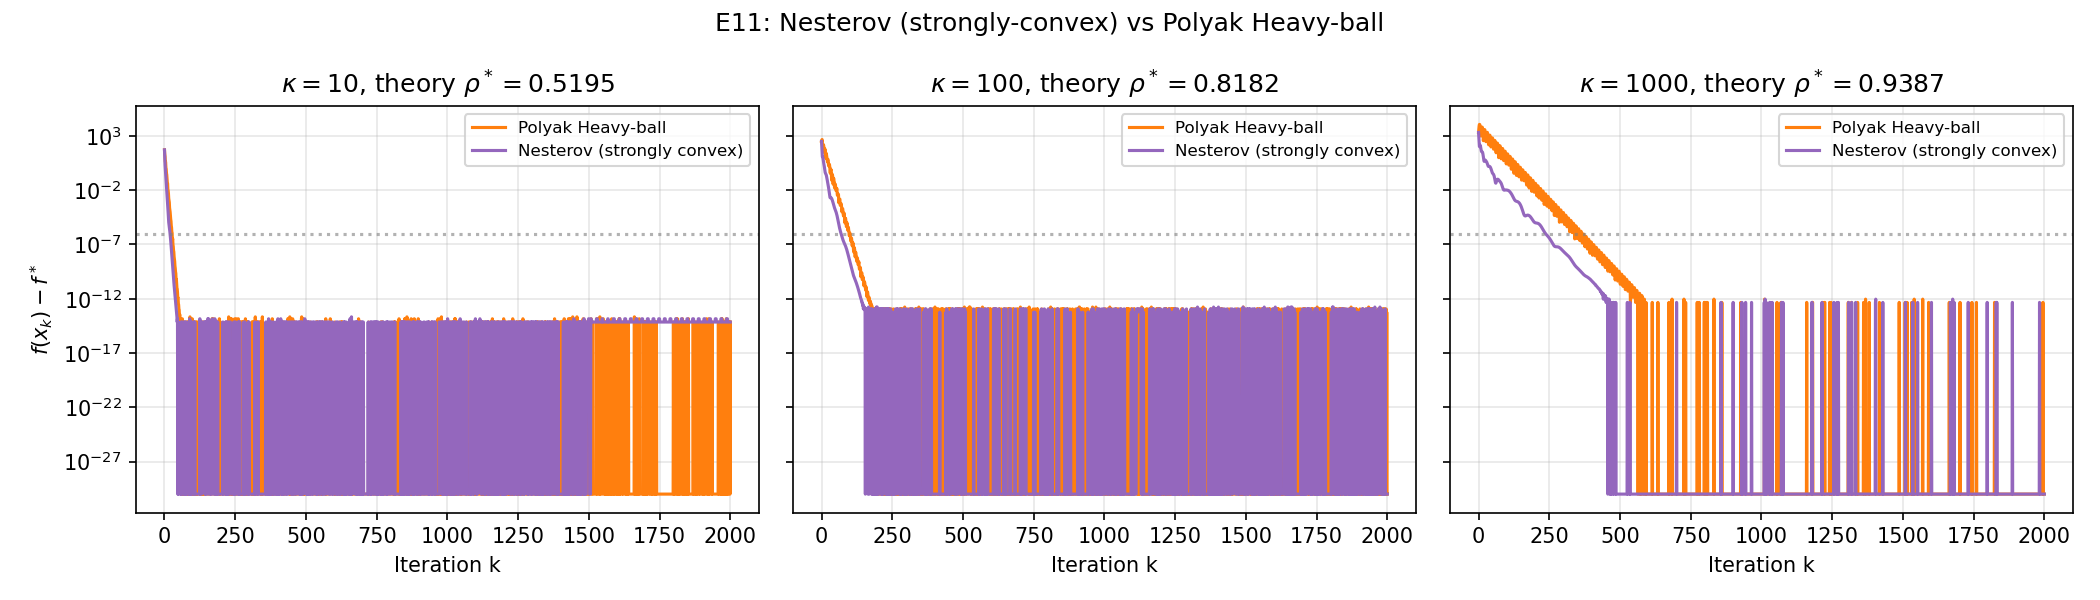 E11: Nesterov (strongly-convex) vs Polyak Heavy-ball
κ = 10, theory ρ* = 0.5195
κ = 100, theory ρ* = 0.8182
κ = 1000, theory ρ* = 0.9387
Polyak Heavy-ball
Nesterov (strongly convex)
Polyak Heavy-ball
Nesterov (strongly convex)
Polyak Heavy-ball
Nesterov (strongly convex)
f(xₖ) − f*
10³
10⁻²
10⁻⁷
10⁻¹²
10⁻¹⁷
10⁻²²
10⁻²⁷
0 250 500 750 1000 1250 1500 1750 2000
0 250 500 750 1000 1250 1500 1750 2000
0 250 500 750 1000 1250 1500 1750 2000
Iteration k
Iteration k
Iteration k